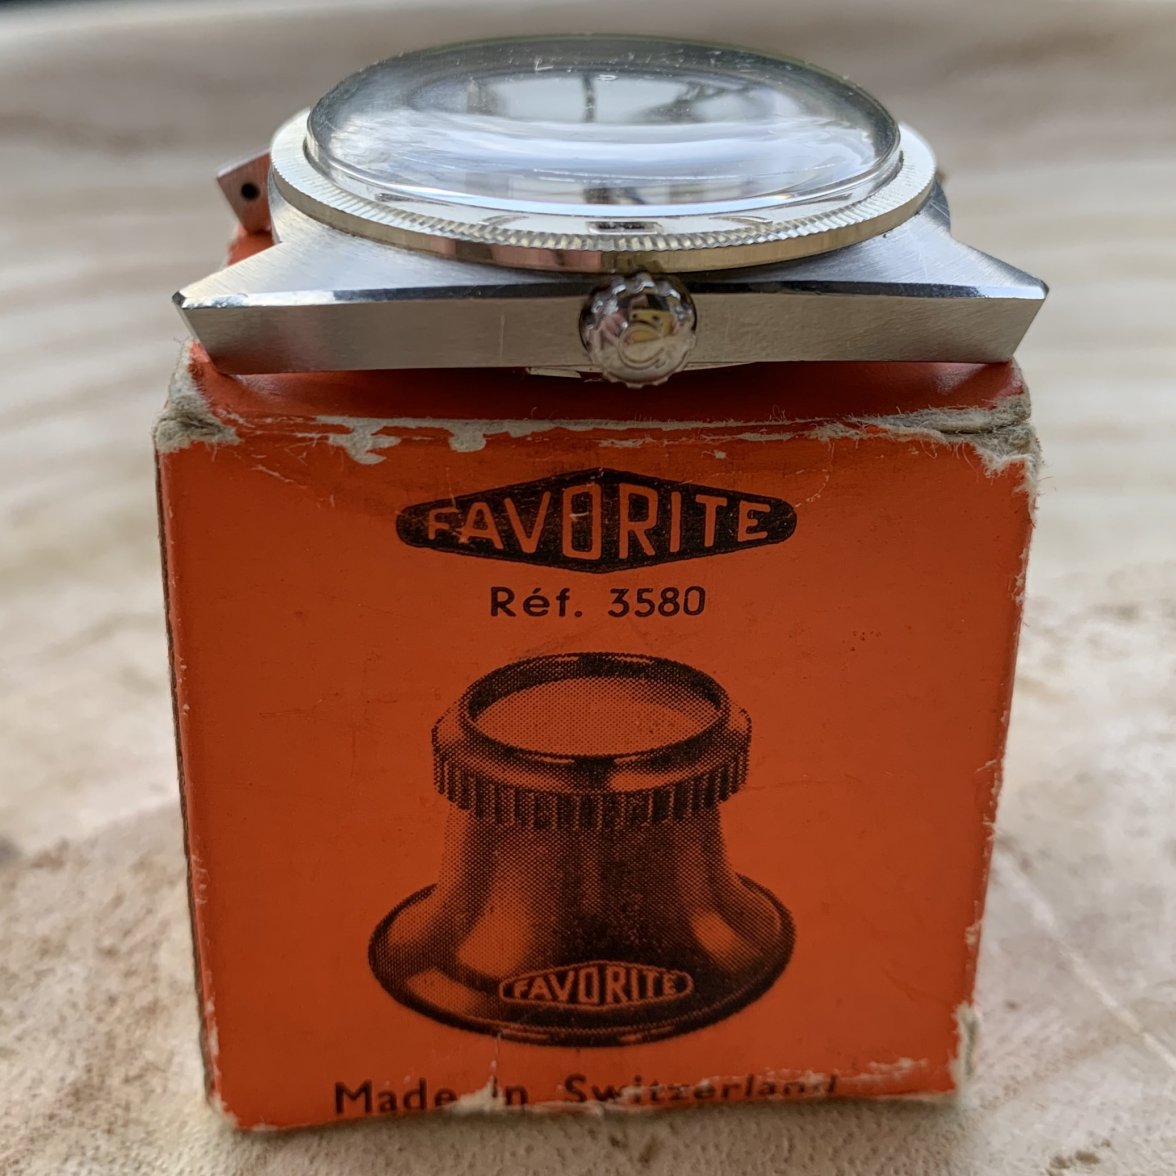 FAVORITE
Réf. 3580
FAVORITE
Made in Switzerland